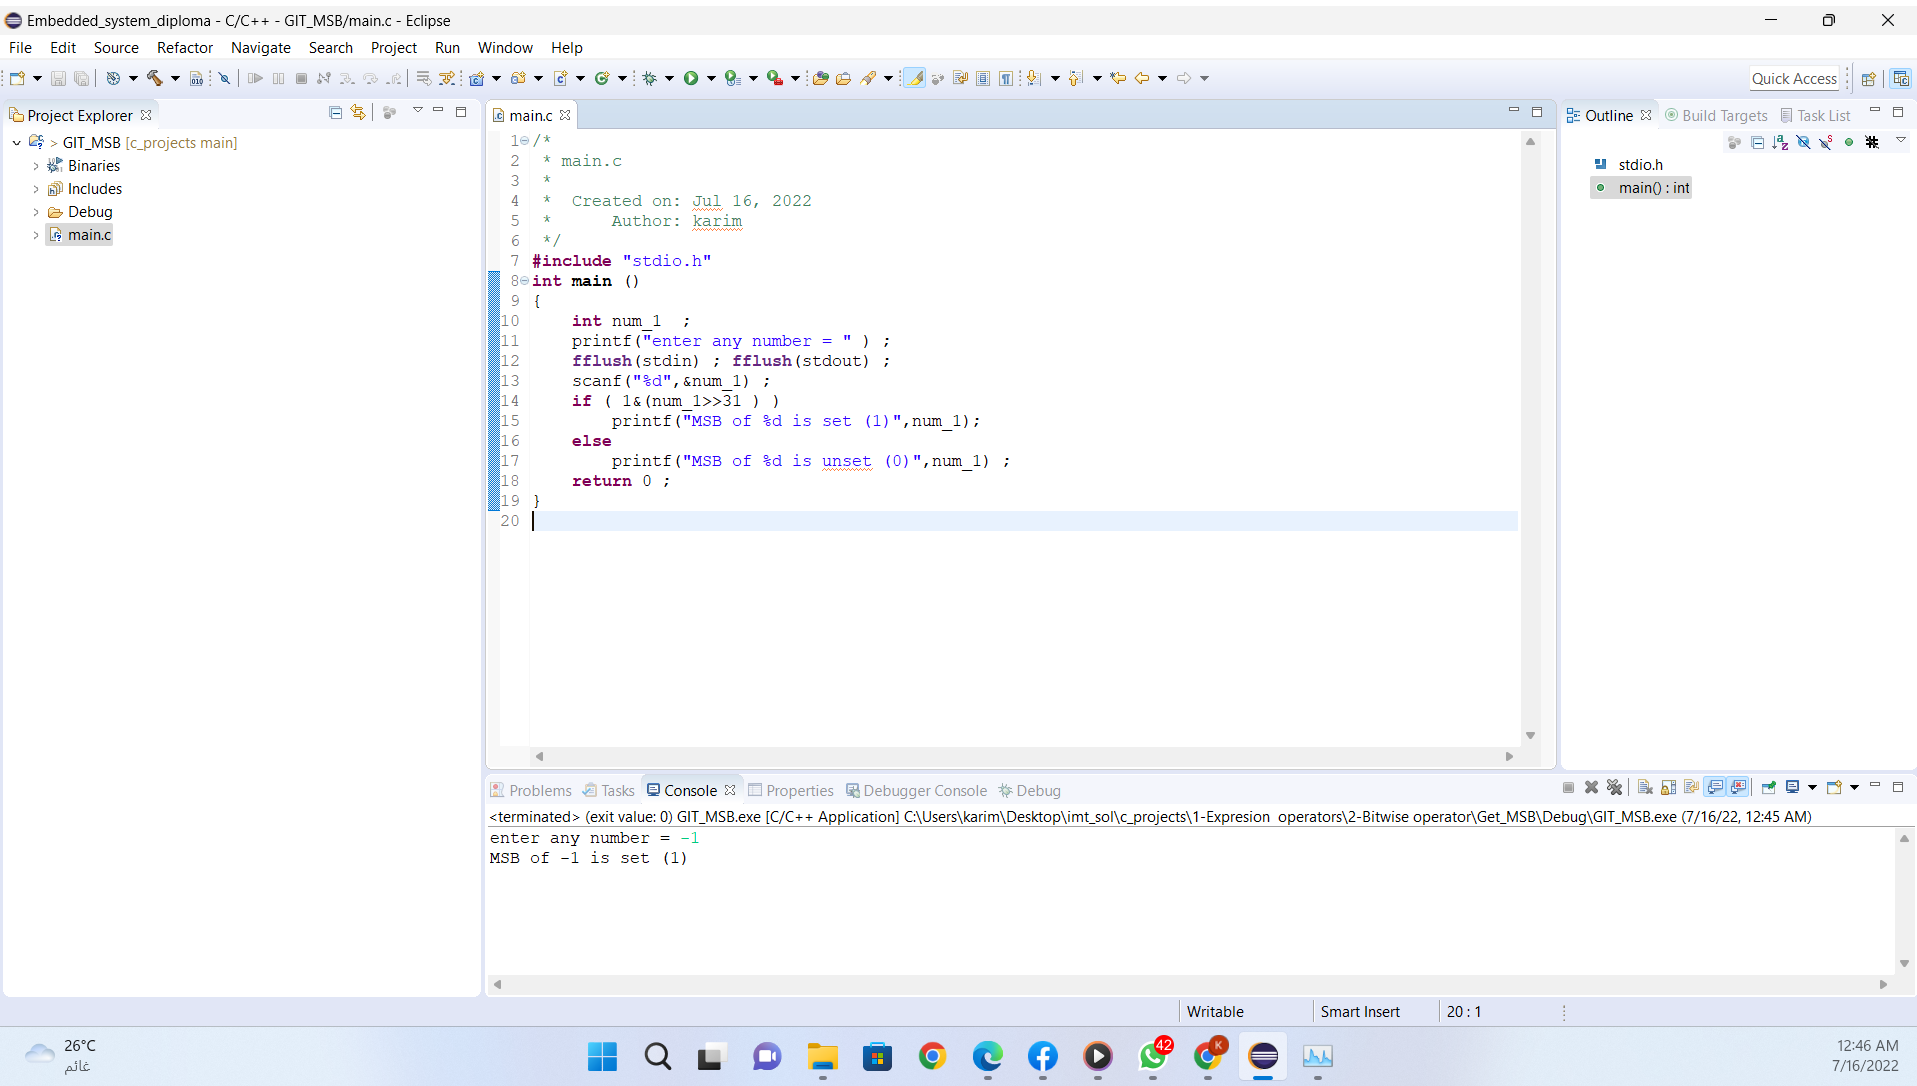 Embedded_system_diploma - C/C++ - GIT_MSB/main.c - Eclipse
File Edit Source Refactor Navigate Search Project Run Window Help
Quick Access
Project Explorer
> GIT_MSB [c_projects main]
Binaries
Includes
Debug
main.c
main.c
1 /*
2  * main.c
3  *
4  *  Created on: Jul 16, 2022
5  *      Author: karim
6  */
7 #include "stdio.h"
8 int main ()
9 {
10     int num_1  ;
11     printf("enter any number = " ) ;
12     fflush(stdin) ; fflush(stdout) ;
13     scanf("%d",&num_1) ;
14     if ( 1&(num_1>>31 ) )
15         printf("MSB of %d is set (1)",num_1);
16     else
17         printf("MSB of %d is unset (0)",num_1) ;
18     return 0 ;
19 }
20
Outline Build Targets Task List
stdio.h
main() : int
Problems Tasks Console Properties Debugger Console Debug
<terminated> (exit value: 0) GIT_MSB.exe [C/C++ Application] C:\Users\karim\Desktop\imt_sol\c_projects\1-Expresion  operators\2-Bitwise operator\Get_MSB\Debug\GIT_MSB.exe (7/16/22, 12:45 AM)
enter any number = -1
MSB of -1 is set (1)
Writable Smart Insert 20 : 1
26°C
غائم
42
K
12:46 AM
7/16/2022